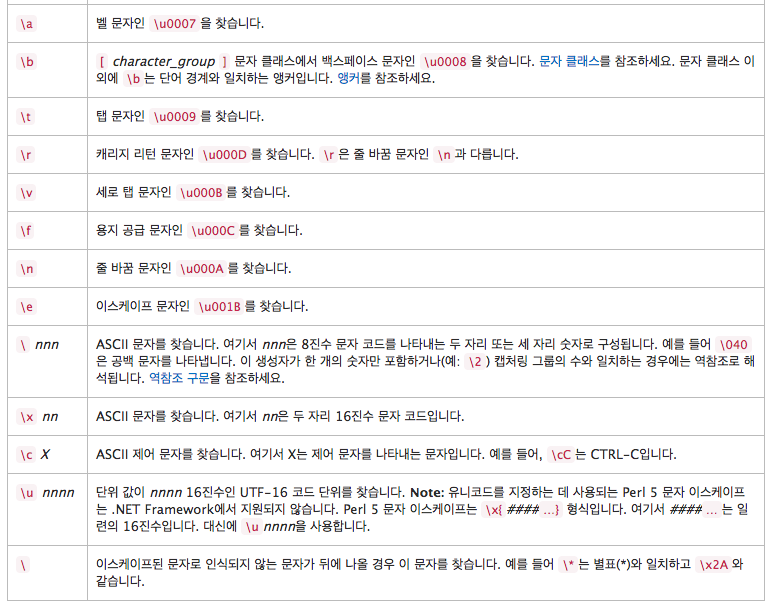 \a 벨 문자인 \u0007 을 찾습니다.
\b [ character_group ] 문자 클래스에서 백스페이스 문자인 \u0008 을 찾습니다. 문자 클래스를 참조하세요. 문자 클래스 이
외에 \b 는 단어 경계와 일치하는 앵커입니다. 앵커를 참조하세요.
\t 탭 문자인 \u0009 를 찾습니다.
\r 캐리지 리턴 문자인 \u000D 를 찾습니다. \r 은 줄 바꿈 문자인 \n 과 다릅니다.
\v 세로 탭 문자인 \u000B 를 찾습니다.
\f 용지 공급 문자인 \u000C 를 찾습니다.
\n 줄 바꿈 문자인 \u000A 를 찾습니다.
\e 이스케이프 문자인 \u001B 를 찾습니다.
\ nnn ASCII 문자를 찾습니다. 여기서 nnn은 8진수 문자 코드를 나타내는 두 자리 또는 세 자리 숫자로 구성됩니다. 예를 들어 \040
은 공백 문자를 나타냅니다. 이 생성자가 한 개의 숫자만 포함하거나(예: \2 ) 캡처링 그룹의 수와 일치하는 경우에는 역참조로 해
석됩니다. 역참조 구문을 참조하세요.
\x nn ASCII 문자를 찾습니다. 여기서 nn은 두 자리 16진수 문자 코드입니다.
\c X ASCII 제어 문자를 찾습니다. 여기서 X는 제어 문자를 나타내는 문자입니다. 예를 들어, \cC 는 CTRL-C입니다.
\u nnnn 단위 값이 nnnn 16진수인 UTF-16 코드 단위를 찾습니다. Note: 유니코드를 지정하는 데 사용되는 Perl 5 문자 이스케이프
는 .NET Framework에서 지원되지 않습니다. Perl 5 문자 이스케이프는 \x{ #### …} 형식입니다. 여기서 #### … 는 일
련의 16진수입니다. 대신에 \u nnnn을 사용합니다.
\ 이스케이프된 문자로 인식되지 않는 문자가 뒤에 나올 경우 이 문자를 찾습니다. 예를 들어 \* 는 별표(*)와 일치하고 \x2A 와
같습니다.